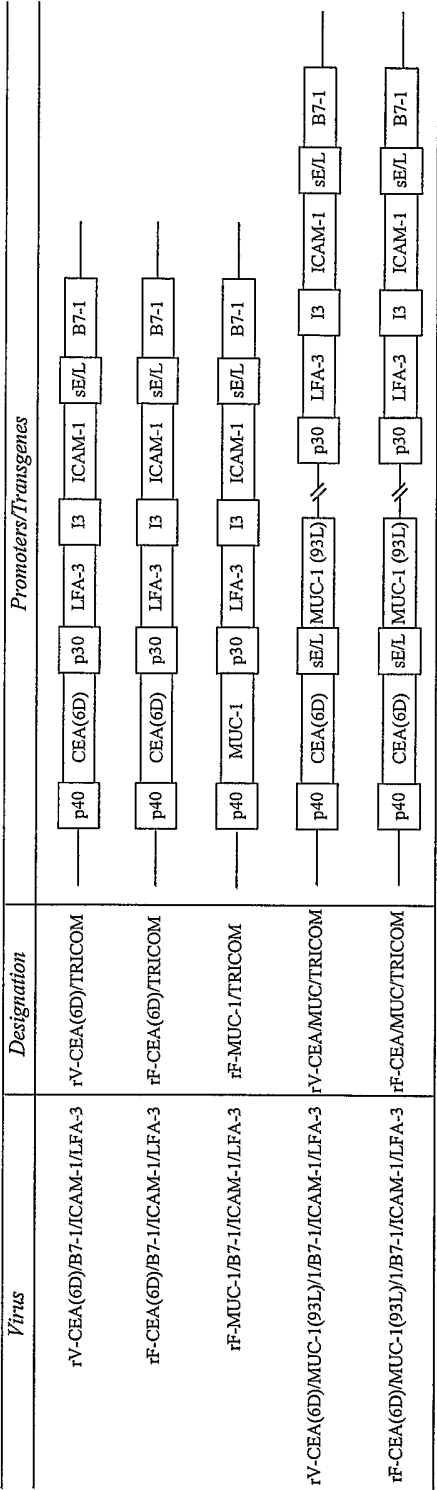 Virus Designation Promoters/Transgenes
rV-CEA(6D)/B7-1/ICAM-1/LFA-3 rV-CEA(6D)/TRICOM p40 CEA(6D) p30 LFA-3 I3 ICAM-1 sE/L B7-1
rF-CEA(6D)/B7-1/ICAM-1/LFA-3 rF-CEA(6D)/TRICOM p40 CEA(6D) p30 LFA-3 I3 ICAM-1 sE/L B7-1
rF-MUC-1/B7-1/ICAM-1/LFA-3 rF-MUC-1/TRICOM p40 MUC-1 p30 LFA-3 I3 ICAM-1 sE/L B7-1
rV-CEA(6D)/MUC-1(93L)/1/B7-1/ICAM-1/LFA-3 rV-CEA/MUC/TRICOM p40 CEA(6D) sE/L MUC-1 (93L) p30 LFA-3 I3 ICAM-1 sE/L B7-1
rF-CEA(6D)/MUC-1(93L)/1/B7-1/ICAM-1/LFA-3 rF-CEA/MUC/TRICOM p40 CEA(6D) sE/L MUC-1 (93L) p30 LFA-3 I3 ICAM-1 sE/L B7-1